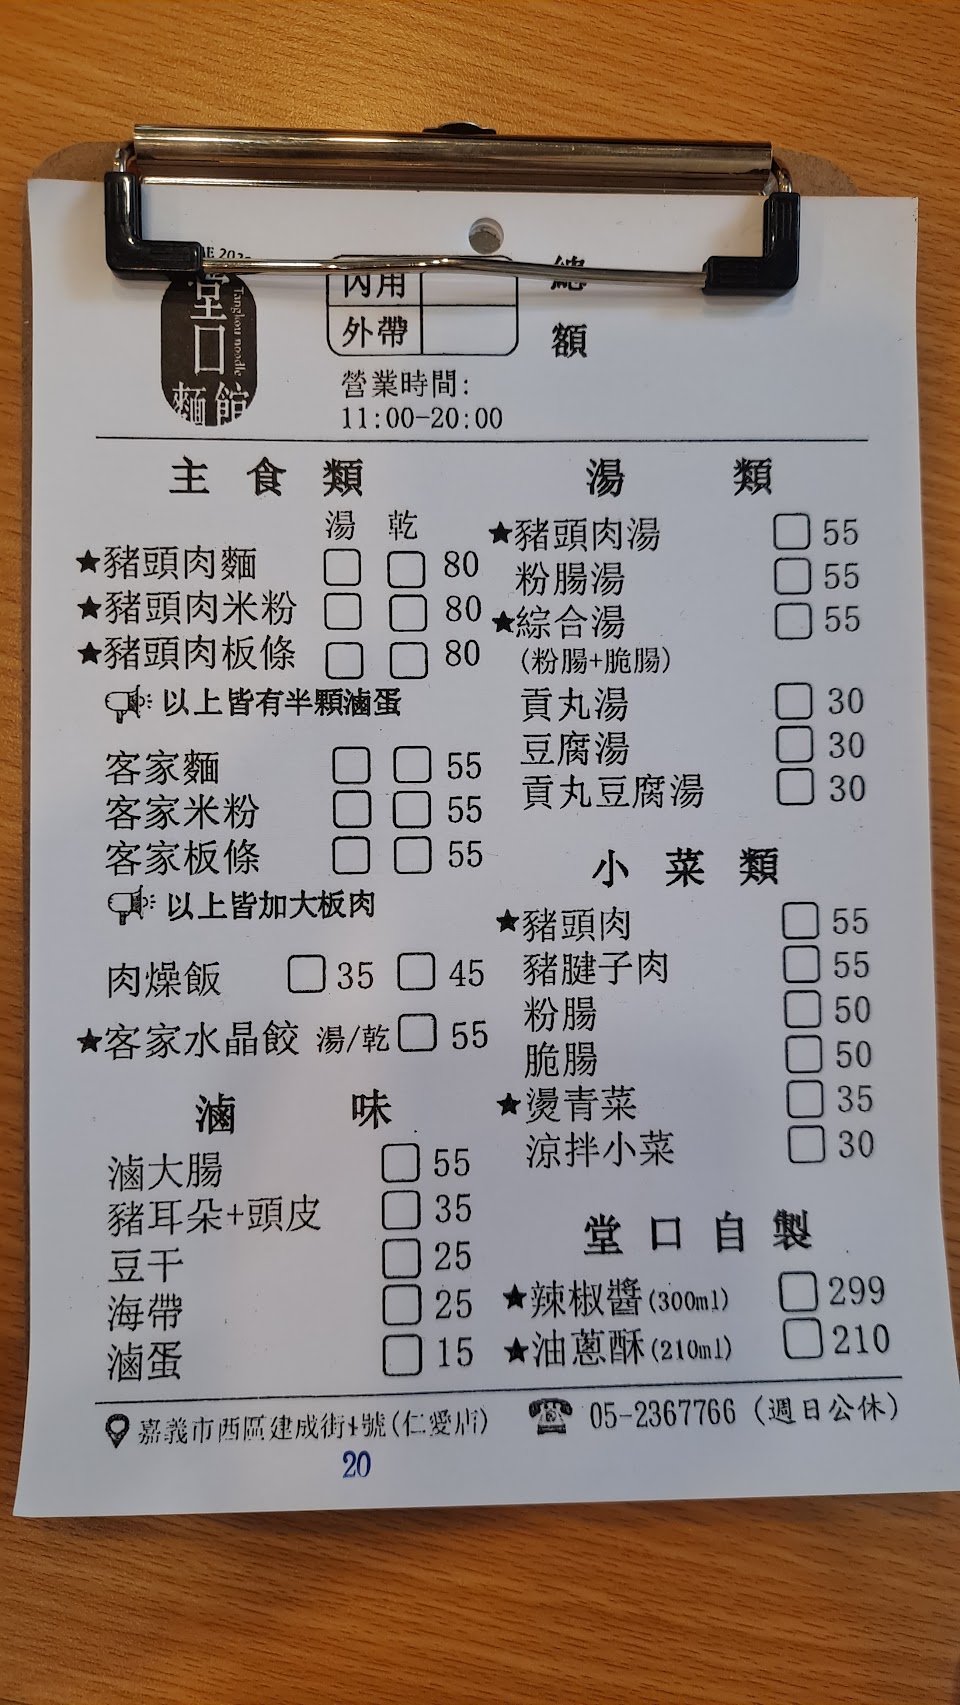 堂口
麵館
Tangkou noodle
內用
外帶
總
額
營業時間:
11:00-20:00
主食類
湯 乾
★豬頭肉麵 80
★豬頭肉米粉 80
★豬頭肉板條 80
以上皆有半顆滷蛋
客家麵 55
客家米粉 55
客家板條 55
以上皆加大板肉
肉燥飯 35 45
★客家水晶餃 湯/乾 55
滷味
滷大腸 55
豬耳朵+頭皮 35
豆干 25
海帶 25
滷蛋 15
湯類
★豬頭肉湯 55
粉腸湯 55
★綜合湯 55
(粉腸+脆腸)
貢丸湯 30
豆腐湯 30
貢丸豆腐湯 30
小菜類
★豬頭肉 55
豬腱子肉 55
粉腸 50
脆腸 50
★燙青菜 35
涼拌小菜 30
堂口自製
★辣椒醬(300ml) 299
★油蔥酥(210ml) 210
嘉義市西區建成街1號(仁愛店)
05-2367766 (週日公休)
20